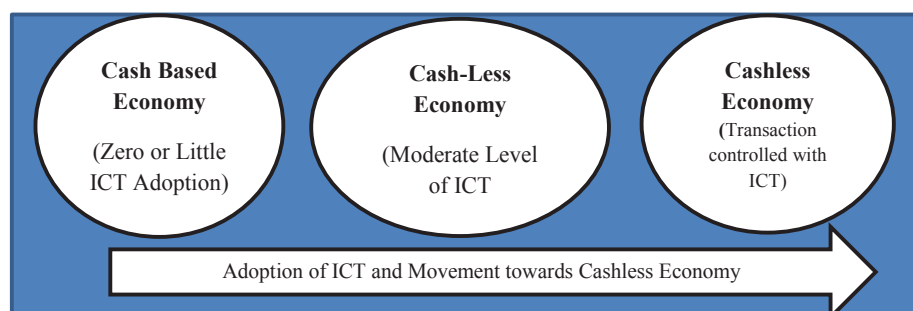 Cash Based
Economy
(Zero or Little
ICT Adoption)
Cash-Less
Economy
(Moderate Level
of ICT
Cashless
Economy
(Transaction
controlled with
ICT)
Adoption of ICT and Movement towards Cashless Economy